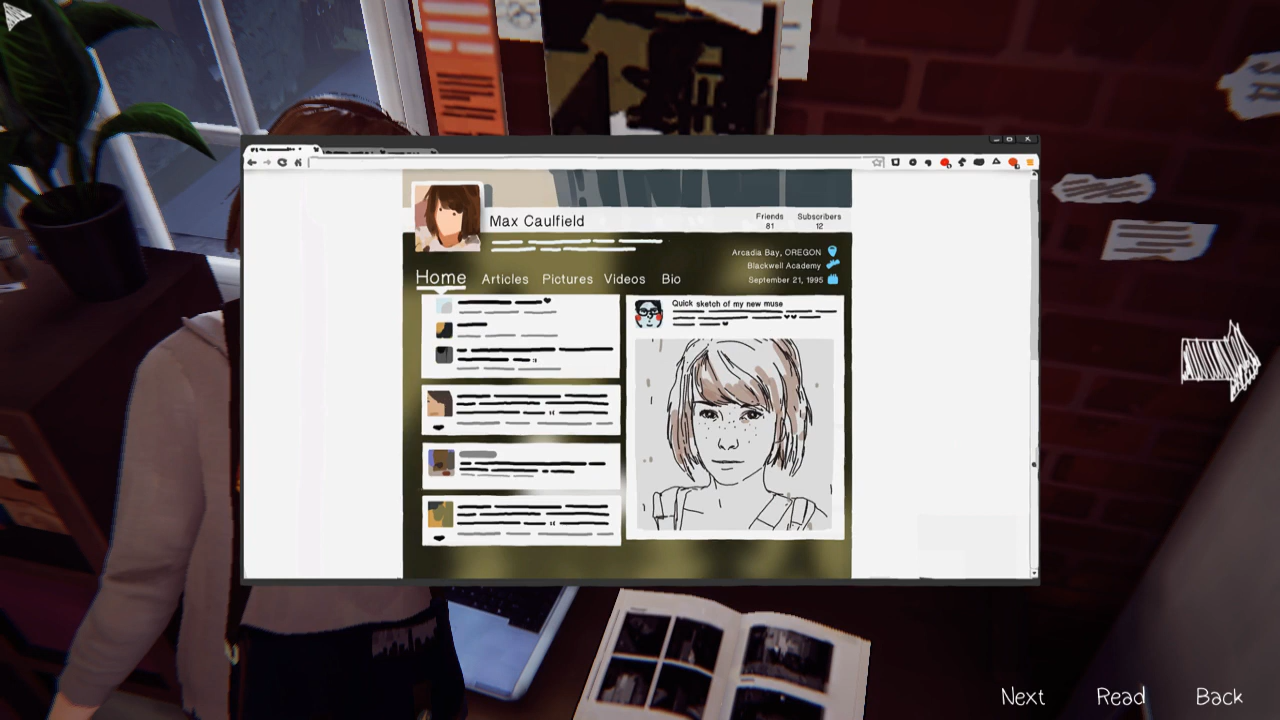 Max Caulfield
Friends
81
Subscribers
12
Arcadia Bay, OREGON
Blackwell Academy
September 21, 1995
Home Articles Pictures Videos Bio
Quick sketch of my new muse
Next Read Back